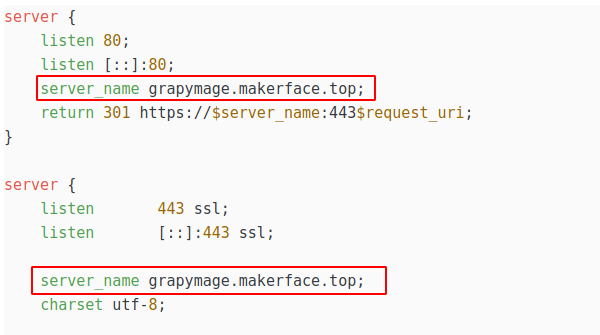 server {
    listen 80;
    listen [::]:80;
    server_name grapymage.makerface.top;
    return 301 https://$server_name:443$request_uri;
}

server {
    listen       443 ssl;
    listen       [::]:443 ssl;

    server_name grapymage.makerface.top;
    charset utf-8;